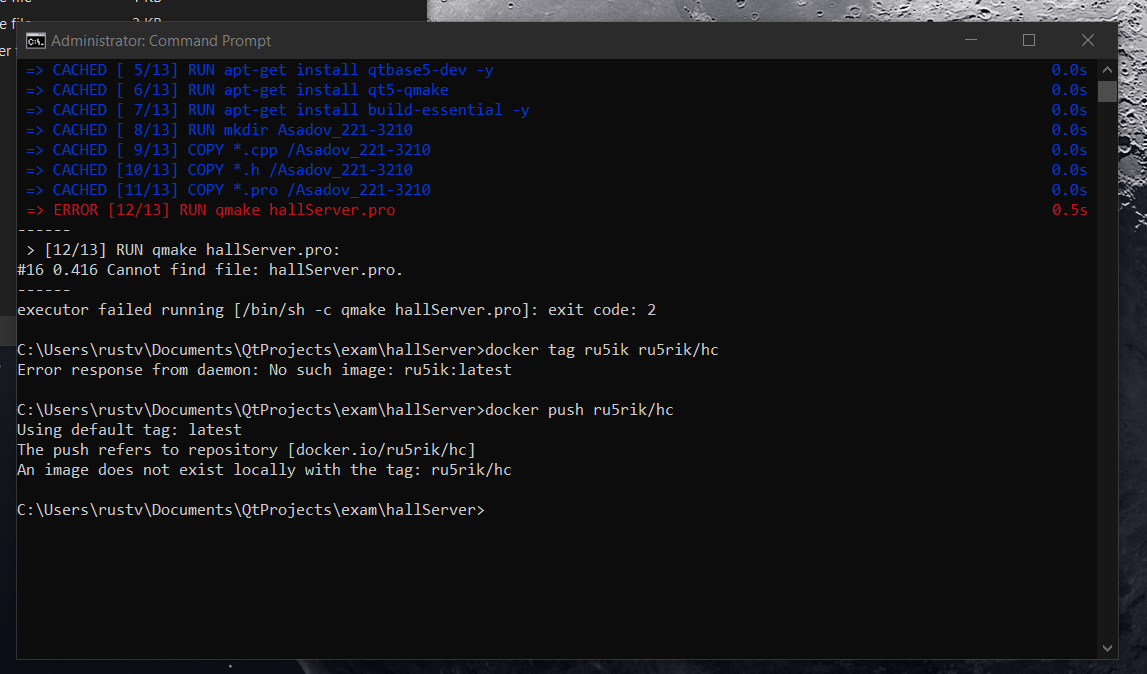 Administrator: Command Prompt
=> CACHED [ 5/13] RUN apt-get install qtbase5-dev -y 0.0s
=> CACHED [ 6/13] RUN apt-get install qt5-qmake 0.0s
=> CACHED [ 7/13] RUN apt-get install build-essential -y 0.0s
=> CACHED [ 8/13] RUN mkdir Asadov_221-3210 0.0s
=> CACHED [ 9/13] COPY *.cpp /Asadov_221-3210 0.0s
=> CACHED [10/13] COPY *.h /Asadov_221-3210 0.0s
=> CACHED [11/13] COPY *.pro /Asadov_221-3210 0.0s
=> ERROR [12/13] RUN qmake hallServer.pro 0.5s
------
> [12/13] RUN qmake hallServer.pro:
#16 0.416 Cannot find file: hallServer.pro.
------
executor failed running [/bin/sh -c qmake hallServer.pro]: exit code: 2
C:\Users\rustv\Documents\QtProjects\exam\hallServer>docker tag ru5ik ru5rik/hc
Error response from daemon: No such image: ru5ik:latest
C:\Users\rustv\Documents\QtProjects\exam\hallServer>docker push ru5rik/hc
Using default tag: latest
The push refers to repository [docker.io/ru5rik/hc]
An image does not exist locally with the tag: ru5rik/hc
C:\Users\rustv\Documents\QtProjects\exam\hallServer>